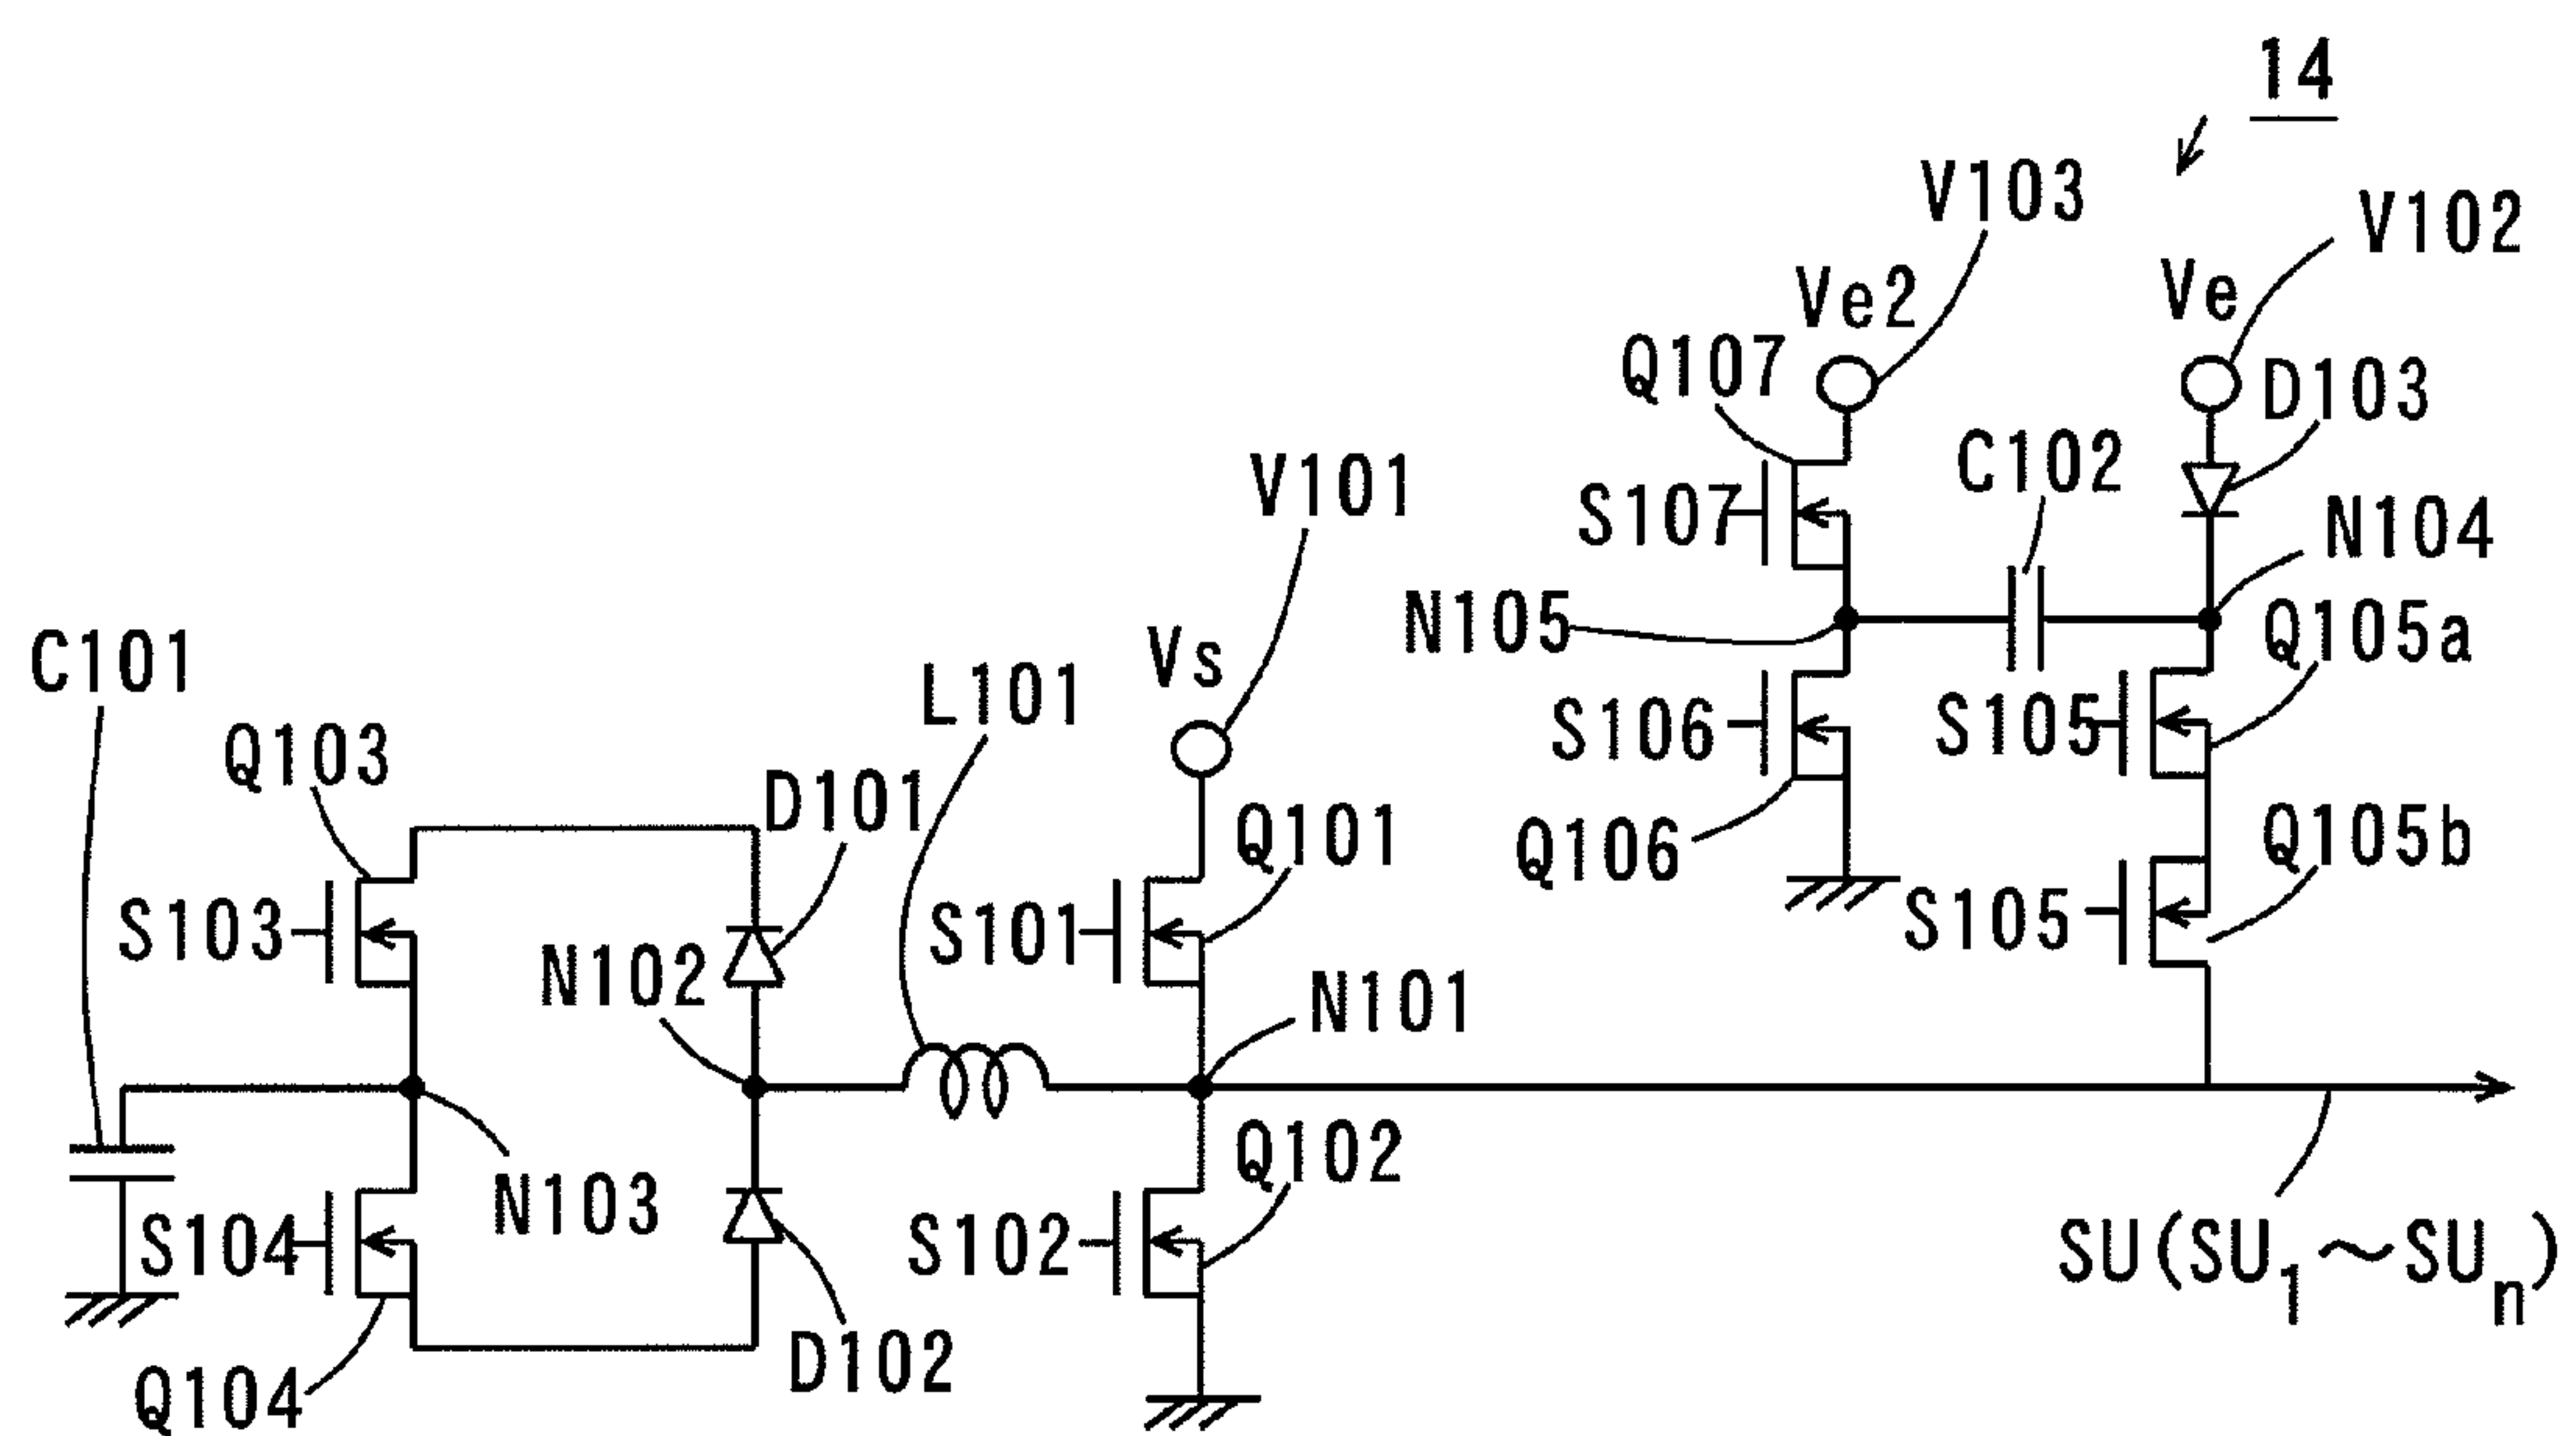 14
V103
V102
Ve2
Ve
Q107
D103
C102
V101
S107
N104
N105
Q105a
C101
Vs
L101
S106
S105
Q103
D101
Q101
Q106
Q105b
S103
S101
S105
N102
N101
Q102
N103
S104
S102
SU(SU1～SUn)
D102
Q104